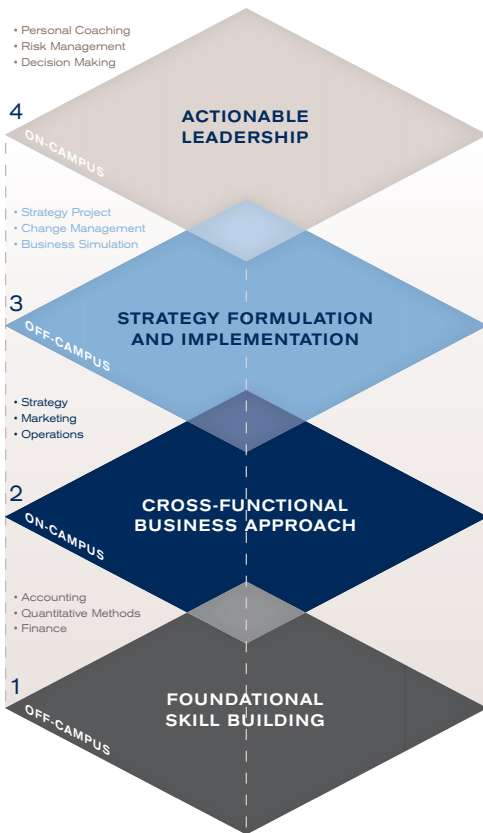 • Personal Coaching
• Risk Management
• Decision Making
4
ON-CAMPUS
ACTIONABLE
LEADERSHIP
• Strategy Project
• Change Management
• Business Simulation
3
OFF-CAMPUS
STRATEGY FORMULATION
AND IMPLEMENTATION
• Strategy
• Marketing
• Operations
2
ON-CAMPUS
CROSS-FUNCTIONAL
BUSINESS APPROACH
• Accounting
• Quantitative Methods
• Finance
1
OFF-CAMPUS
FOUNDATIONAL
SKILL BUILDING